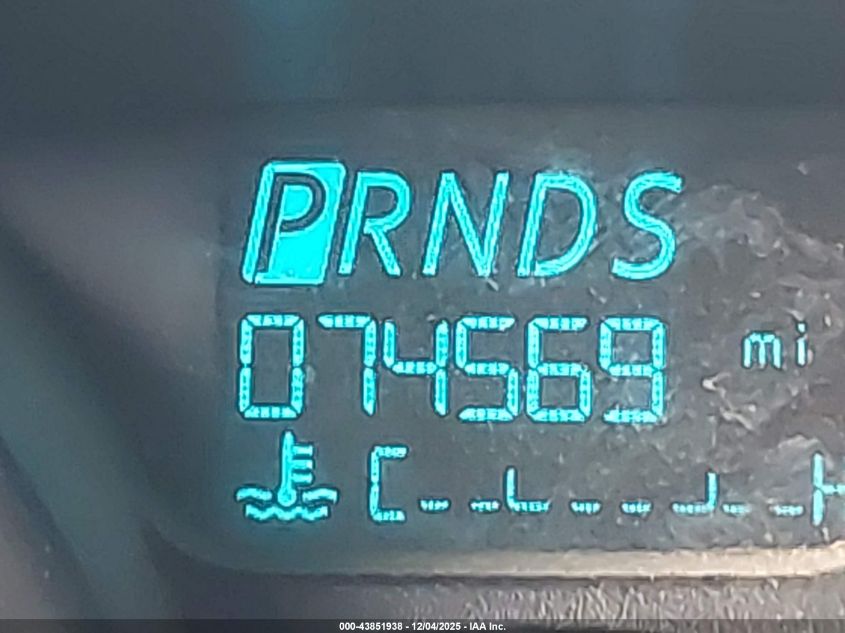 PRNDS
074569 mi
C H
000-43851938 - 12/04/2025 - IAA Inc.